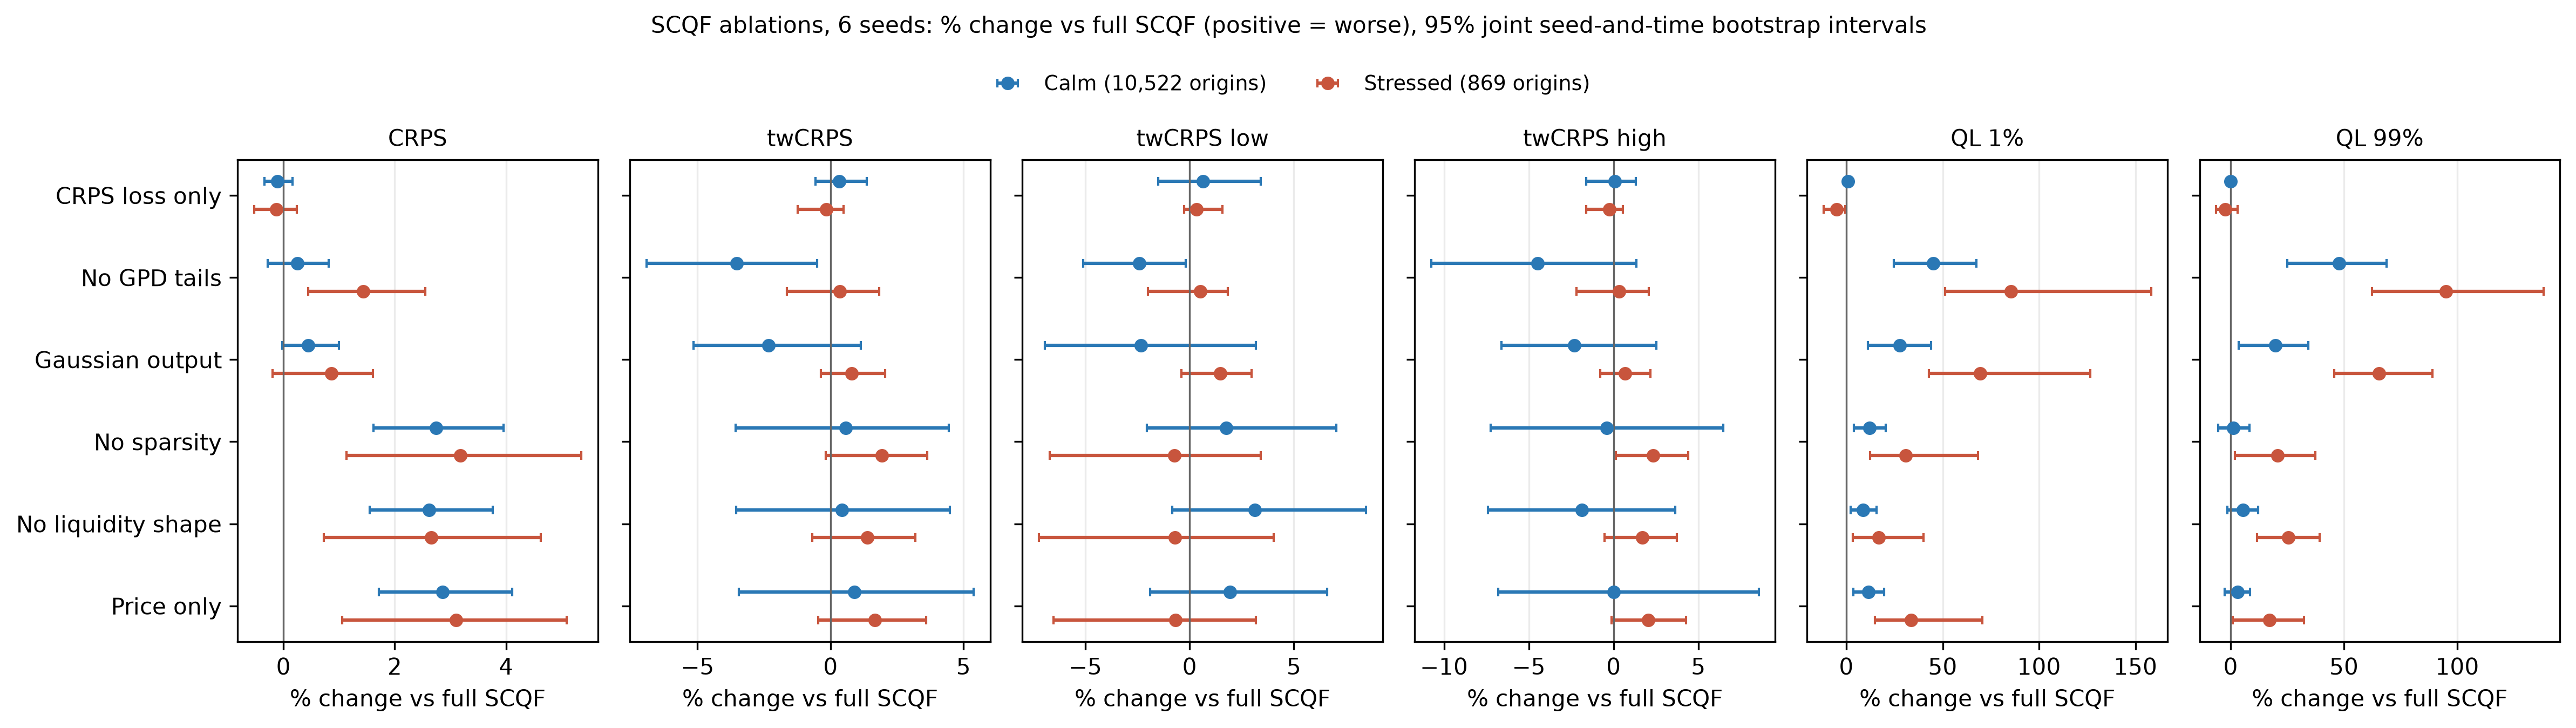 SCQF ablations, 6 seeds: % change vs full SCQF (positive = worse), 95% joint seed-and-time bootstrap intervals
Calm (10,522 origins) Stressed (869 origins)
CRPS twCRPS twCRPS low twCRPS high QL 1% QL 99%
CRPS loss only
No GPD tails
Gaussian output
No sparsity
No liquidity shape
Price only
0 2 4 −5 0 5 −5 0 5 −10 −5 0 5 0 50 100 150 0 50 100
% change vs full SCQF % change vs full SCQF % change vs full SCQF % change vs full SCQF % change vs full SCQF % change vs full SCQF